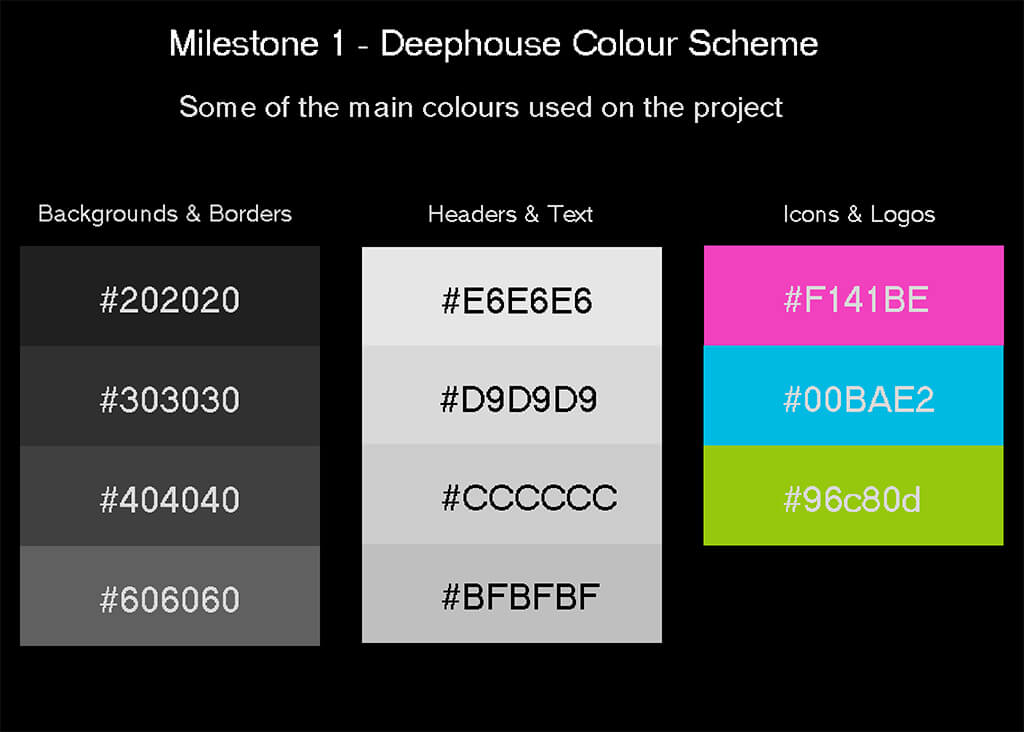 Milestone 1 - Deephouse Colour Scheme
Some of the main colours used on the project
Backgrounds & Borders
#202020
#303030
#404040
#606060
Headers & Text
#E6E6E6
#D9D9D9
#CCCCCC
#BFBFBF
Icons & Logos
#F141BE
#00BAE2
#96c80d